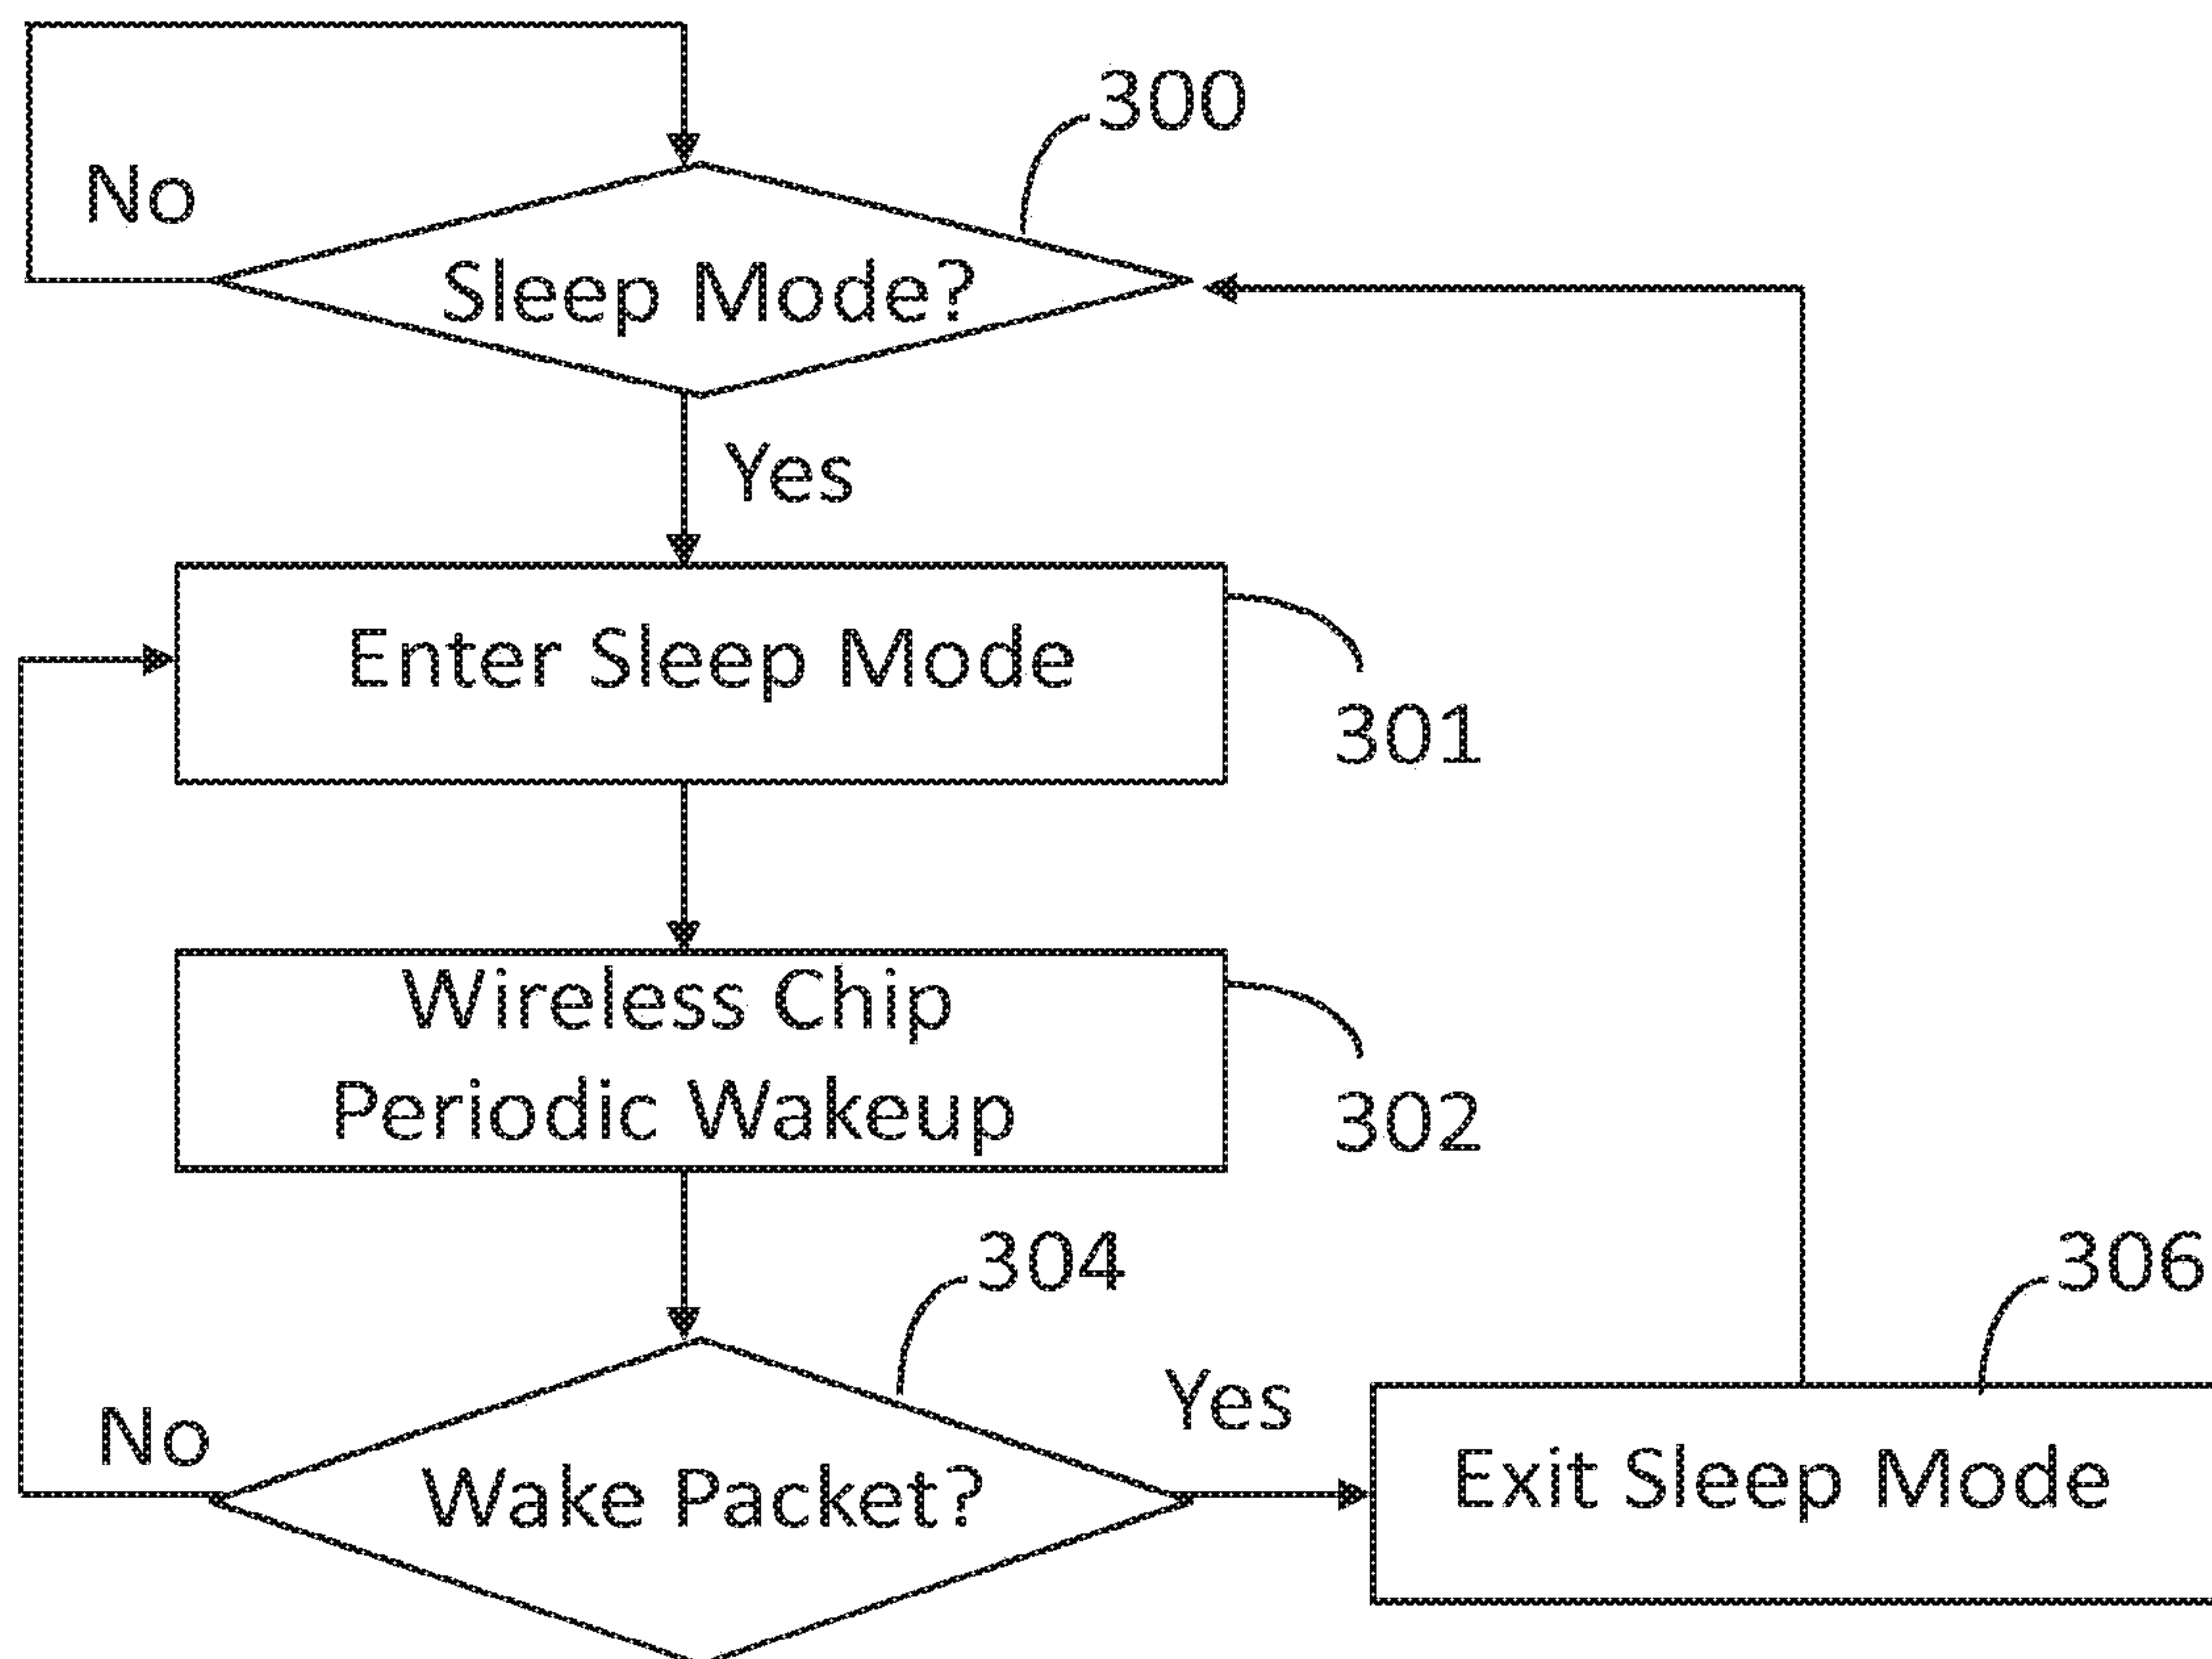 300
No
Sleep Mode?
Yes
Enter Sleep Mode
301
Wireless Chip
Periodic Wakeup
302
304
306
Yes
No
Wake Packet?
Exit Sleep Mode